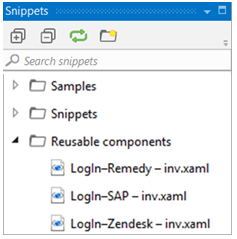 Snippets
Search snippets
Samples
Snippets
Reusable components
LogIn–Remedy – inv.xaml
LogIn–SAP – inv.xaml
LogIn–Zendesk – inv.xaml